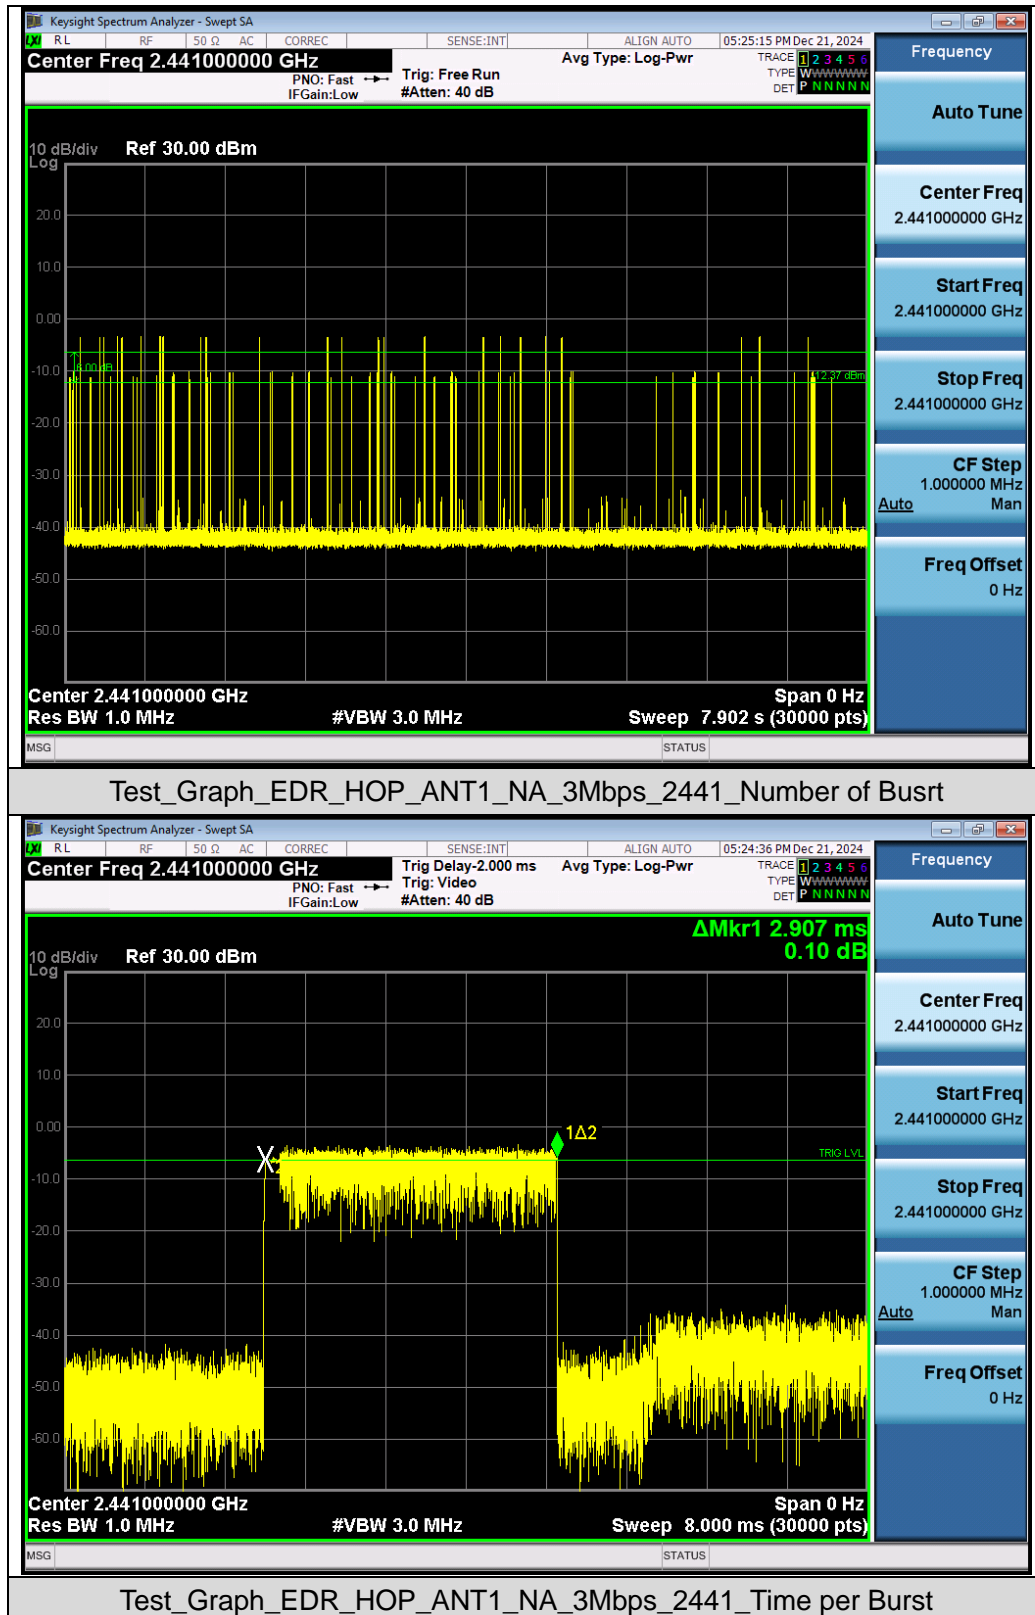 Keysight Spectrum Analyzer - Swept SA
LXI RL RF 50 Ω AC CORREC SENSE:INT ALIGN AUTO 05:25:15 PM Dec 21, 2024
Center Freq 2.441000000 GHz
PNO: Fast
IFGain:Low
Trig: Free Run
#Atten: 40 dB
Avg Type: Log-Pwr
TRACE 1 2 3 4 5 6
TYPE WWWWWW
DET P N N N N N
10 dB/div
Log
Ref 30.00 dBm
20.0
10.0
0.00
-10.0
-20.0
-30.0
-40.0
-50.0
-60.0
6.00 dB
-12.37 dBm
Center 2.441000000 GHz
Span 0 Hz
Res BW 1.0 MHz
#VBW 3.0 MHz
Sweep 7.902 s (30000 pts)
MSG
STATUS
Frequency
Auto Tune
Center Freq
2.441000000 GHz
Start Freq
2.441000000 GHz
Stop Freq
2.441000000 GHz
CF Step
1.000000 MHz
Auto Man
Freq Offset
0 Hz
Test_Graph_EDR_HOP_ANT1_NA_3Mbps_2441_Number of Busrt
Keysight Spectrum Analyzer - Swept SA
LXI RL RF 50 Ω AC CORREC SENSE:INT ALIGN AUTO 05:24:36 PM Dec 21, 2024
Center Freq 2.441000000 GHz
PNO: Fast
IFGain:Low
Trig Delay-2.000 ms
Trig: Video
#Atten: 40 dB
Avg Type: Log-Pwr
TRACE 1 2 3 4 5 6
TYPE WWWWWW
DET P N N N N N
ΔMkr1 2.907 ms
0.10 dB
10 dB/div
Log
Ref 30.00 dBm
20.0
10.0
0.00
-10.0
-20.0
-30.0
-40.0
-50.0
-60.0
1Δ2
TRIG LVL
Center 2.441000000 GHz
Span 0 Hz
Res BW 1.0 MHz
#VBW 3.0 MHz
Sweep 8.000 ms (30000 pts)
MSG
STATUS
Frequency
Auto Tune
Center Freq
2.441000000 GHz
Start Freq
2.441000000 GHz
Stop Freq
2.441000000 GHz
CF Step
1.000000 MHz
Auto Man
Freq Offset
0 Hz
Test_Graph_EDR_HOP_ANT1_NA_3Mbps_2441_Time per Burst